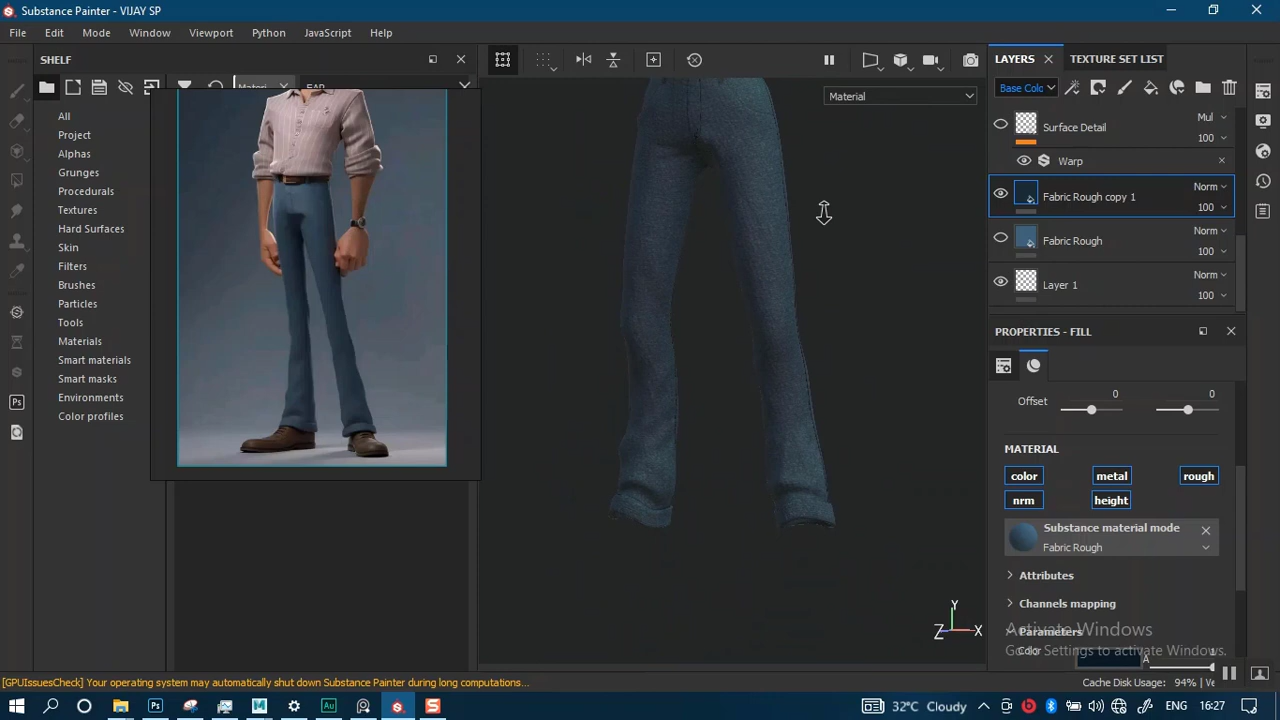 Substance Painter - VIJAY SP
File Edit Mode Window Viewport Python JavaScript Help
SHELF
LAYERS
TEXTURE SET LIST
Material
Base Colo
All
Project
Alphas
Grunges
Procedurals
Textures
Hard Surfaces
Skin
Filters
Brushes
Particles
Tools
Materials
Smart materials
Smart masks
Environments
Color profiles
Surface Detail
Mul
100
Warp
Fabric Rough copy 1
Norm
100
Fabric Rough
Norm
100
Layer 1
Norm
100
PROPERTIES - FILL
Offset
0 0
MATERIAL
color metal rough
nrm height
Substance material mode
Fabric Rough
Attributes
Channels mapping
Parameters
Color
A
Activate Windows
Go to Settings to activate Windows.
Y
Z X
[GPUIssuesCheck] Your operating system may automatically shut down Substance Painter during long computations...
Cache Disk Usage: 94% | Ve
Ps
Ps Au S
32°C Cloudy
ENG
16:27